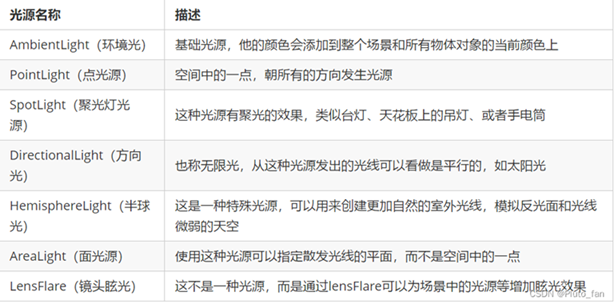 光源名称 描述
AmbientLight（环境光） 基础光源，他的颜色会添加到整个场景和所有物体对象的当前颜色上
PointLight（点光源） 空间中的一点，朝所有的方向发生光源
SpotLight（聚光灯光
源） 这种光源有聚光的效果，类似台灯、天花板上的吊灯、或者手电筒
DirectionalLight（方向
光） 也称无限光，从这种光源发出的光线可以看做是平行的，如太阳光
HemisphereLight（半球
光） 这是一种特殊光源，可以用来创建更加自然的室外光线，模拟反光面和光线
微弱的天空
AreaLight（面光源） 使用这种光源可以指定散发光线的平面，而不是空间中的一点
LensFlare（镜头眩光） 这不是一种光源，而是通过lensFlare可以为场景中的光源等增加眩光效果
CSDN @Pluto_fan